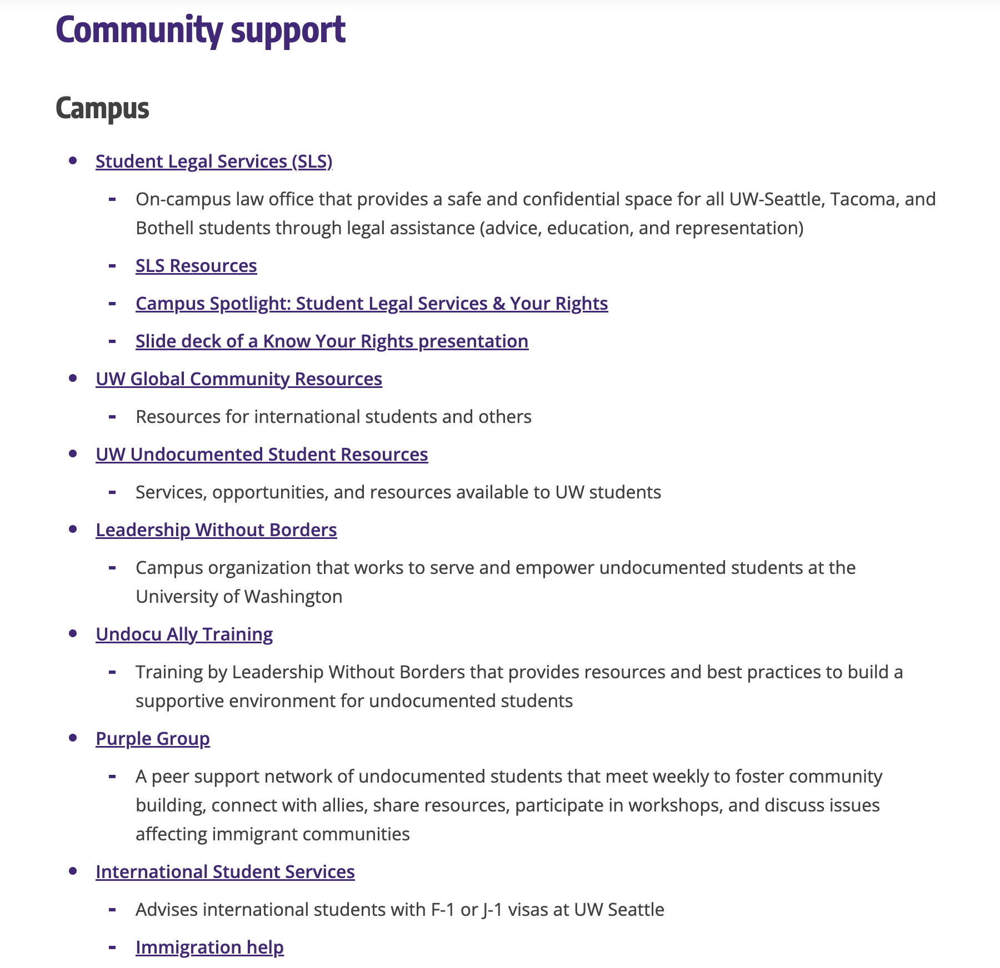 Community support
Campus
• Student Legal Services (SLS)
- On-campus law office that provides a safe and confidential space for all UW-Seattle, Tacoma, and
Bothell students through legal assistance (advice, education, and representation)
- SLS Resources
- Campus Spotlight: Student Legal Services & Your Rights
- Slide deck of a Know Your Rights presentation
• UW Global Community Resources
- Resources for international students and others
• UW Undocumented Student Resources
- Services, opportunities, and resources available to UW students
• Leadership Without Borders
- Campus organization that works to serve and empower undocumented students at the
University of Washington
• Undocu Ally Training
- Training by Leadership Without Borders that provides resources and best practices to build a
supportive environment for undocumented students
• Purple Group
- A peer support network of undocumented students that meet weekly to foster community
building, connect with allies, share resources, participate in workshops, and discuss issues
affecting immigrant communities
• International Student Services
- Advises international students with F-1 or J-1 visas at UW Seattle
- Immigration help